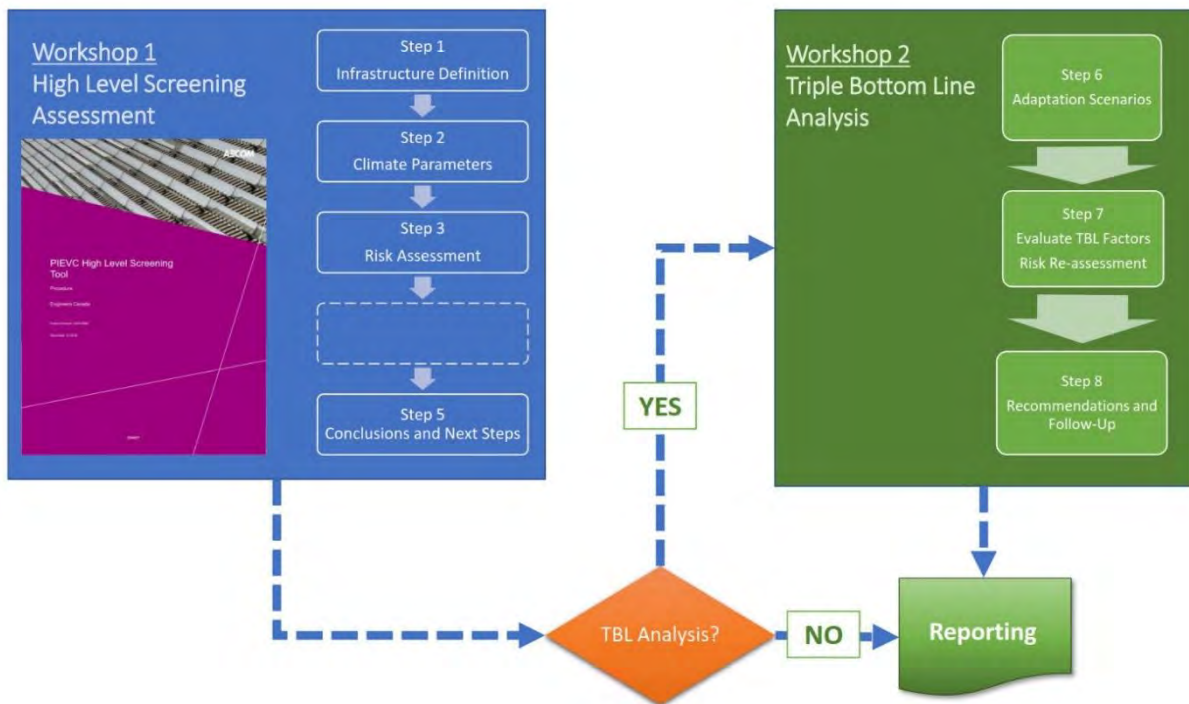 Workshop 1
High Level Screening
Assessment
AECOM
PIEVC High Level Screening
Tool
Procedure
Engineers Canada
Step 1
Infrastructure Definition
Step 2
Climate Parameters
Step 3
Risk Assessment
Step 5
Conclusions and Next Steps
YES
TBL Analysis?
NO
Workshop 2
Triple Bottom Line
Analysis
Step 6
Adaptation Scenarios
Step 7
Evaluate TBL Factors
Risk Re-assessment
Step 8
Recommendations and
Follow-Up
Reporting